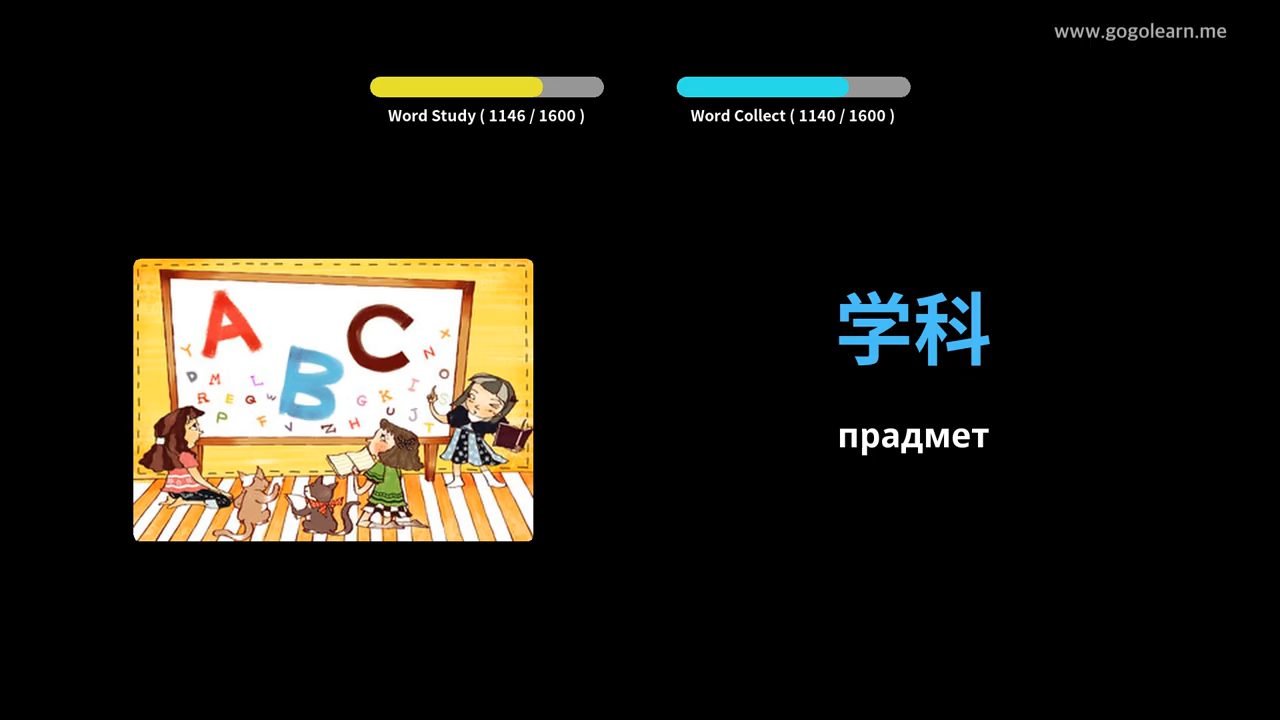 www.gogolearn.me
Word Study ( 1146 / 1600 )
Word Collect ( 1140 / 1600 )
A
B
C
X
Y
N
D
M
L
I
O
R
E
Q
W
G
K
S
P
F
V
Z
H
U
J
T
学科
прадмет